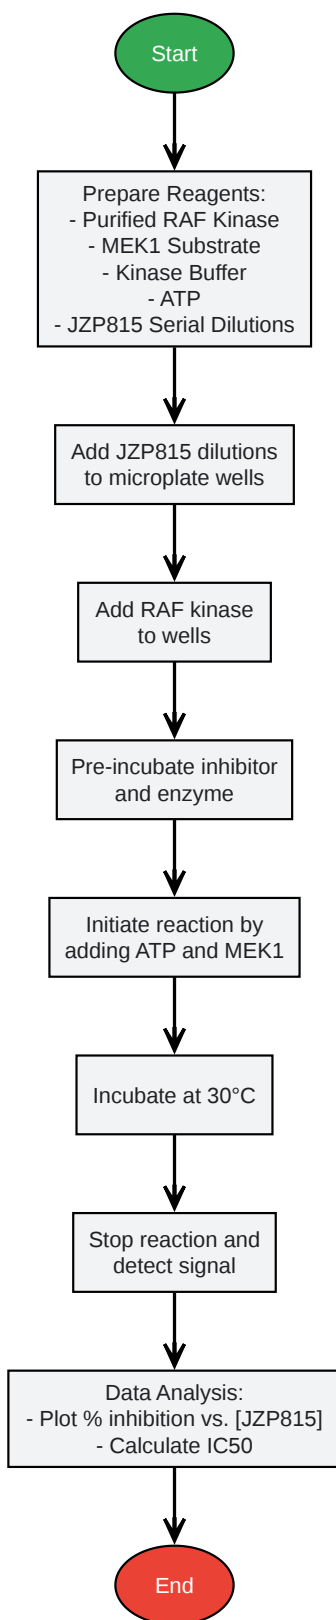 Start
Prepare Reagents:
- Purified RAF Kinase
- MEK1 Substrate
- Kinase Buffer
- ATP
- JZP815 Serial Dilutions
Add JZP815 dilutions
to microplate wells
Add RAF kinase
to wells
Pre-incubate inhibitor
and enzyme
Initiate reaction by
adding ATP and MEK1
Incubate at 30°C
Stop reaction and
detect signal
Data Analysis:
- Plot % inhibition vs. [JZP815]
- Calculate IC50
End